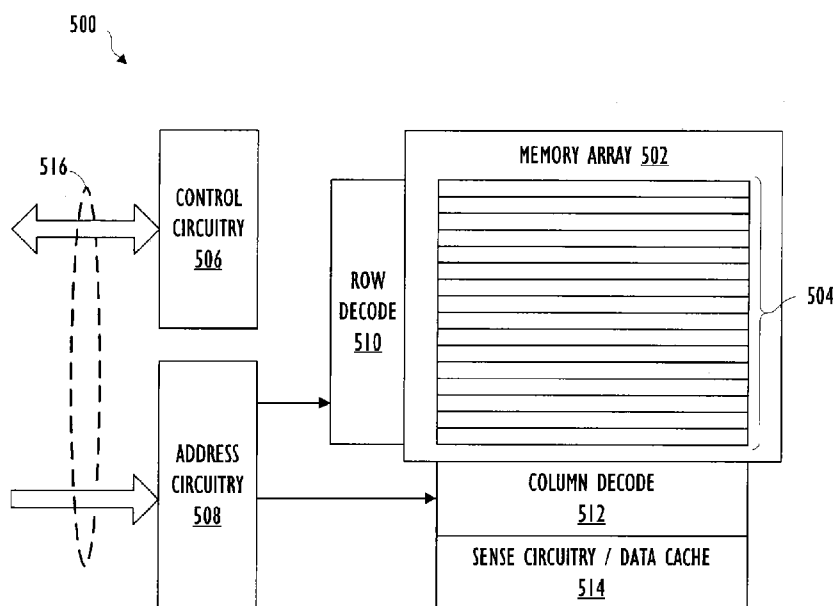 500
516
CONTROL
CIRCUITRY
506
MEMORY ARRAY 502
ROW
DECODE
510
504
ADDRESS
CIRCUITRY
508
COLUMN DECODE
512
SENSE CIRCUITRY / DATA CACHE
514